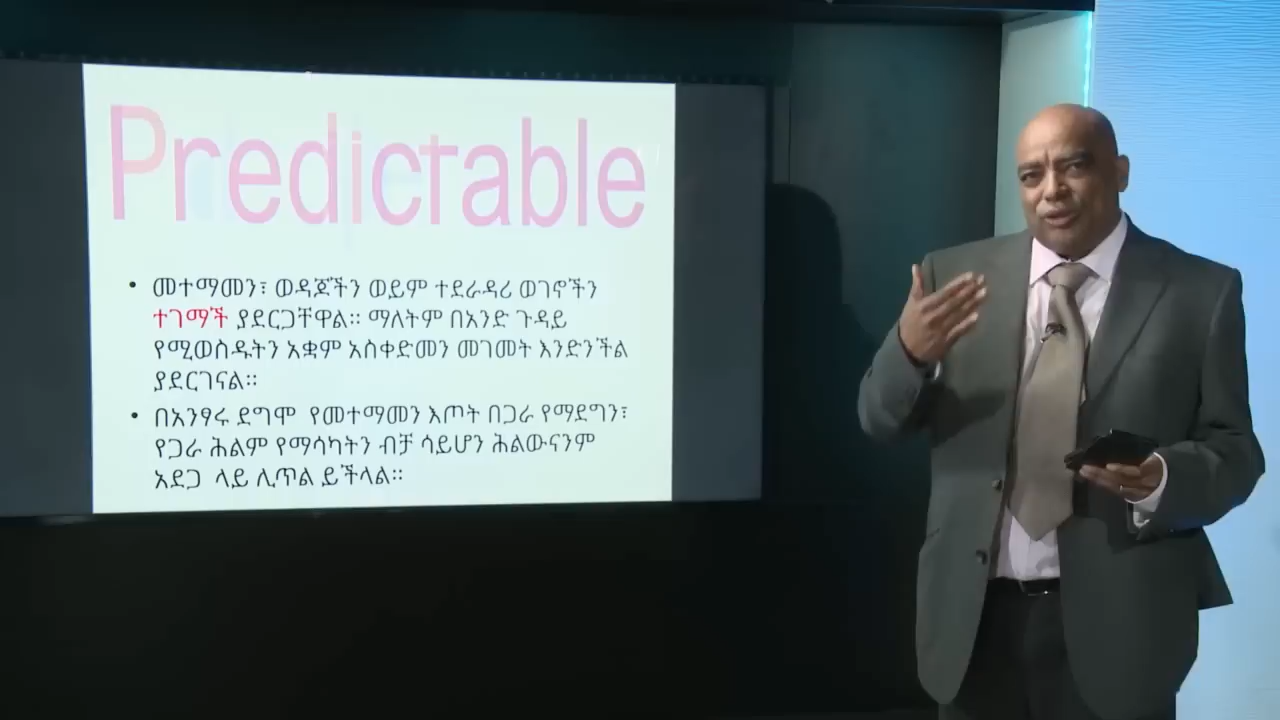 Predictable
• መተማመን፣ ወዳጆችን ወይም ተደራዳሪ ወገኖችን
ተገማች ያደርጋቸዋል። ማለትም በአንድ ጉዳይ
የሚወስዱትን አቋም አስቀድመን መገመት እንድንችል
ያደርገናል።
• በአንፃሩ ደግሞ የመተማመን እጦት በጋራ የማደግን፣
የጋራ ሕልም የማሳካትን ብቻ ሳይሆን ሕልውናንም
አደጋ ላይ ሊጥል ይችላል።